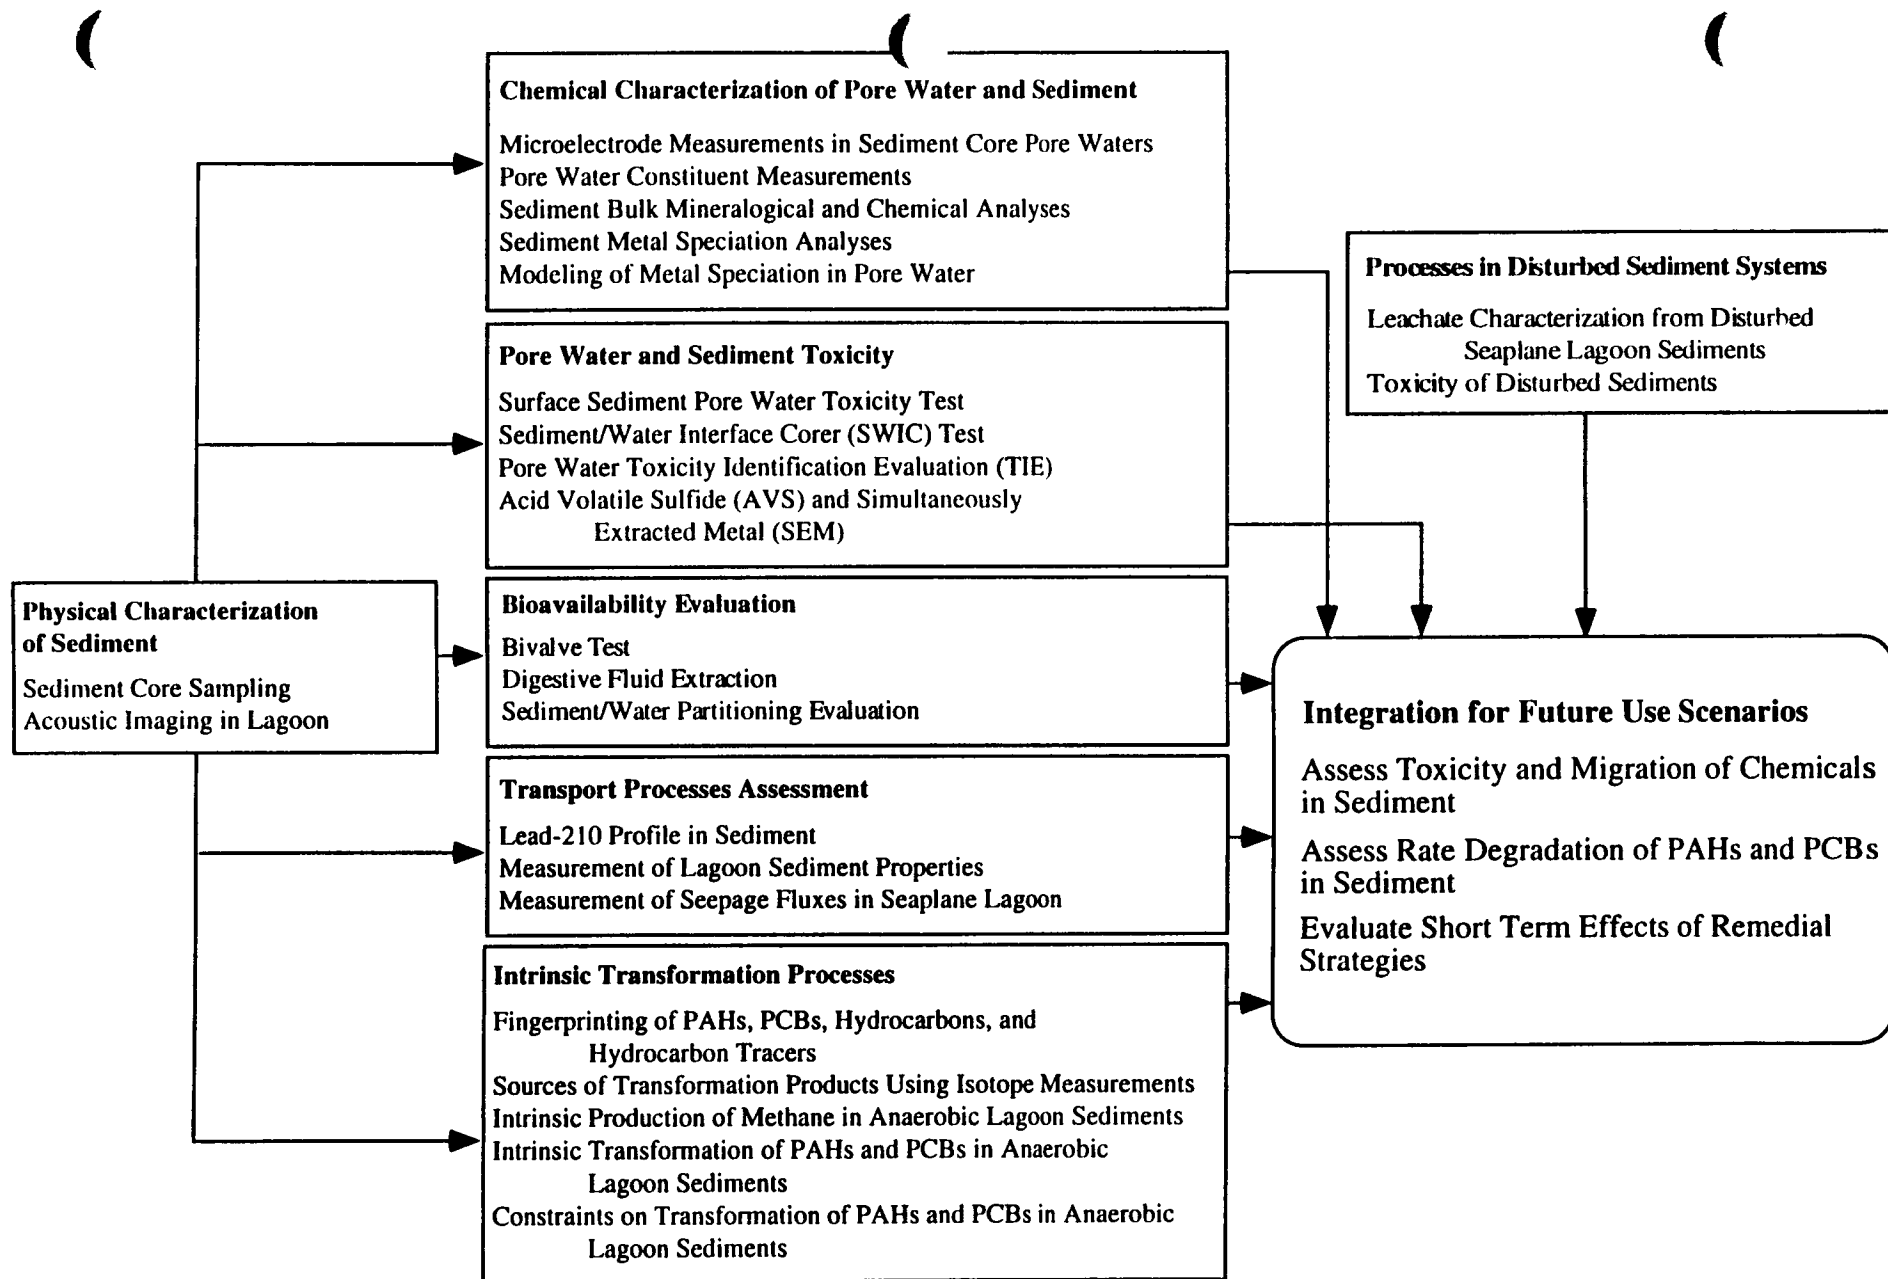 Chemical Characterization of Pore Water and Sediment
Microelectrode Measurements in Sediment Core Pore Waters
Pore Water Constituent Measurements
Sediment Bulk Mineralogical and Chemical Analyses
Sediment Metal Speciation Analyses
Modeling of Metal Speciation in Pore Water
Processes in Disturbed Sediment Systems
Leachate Characterization from Disturbed
Seaplane Lagoon Sediments
Toxicity of Disturbed Sediments
Pore Water and Sediment Toxicity
Surface Sediment Pore Water Toxicity Test
Sediment/Water Interface Corer (SWIC) Test
Pore Water Toxicity Identification Evaluation (TIE)
Acid Volatile Sulfide (AVS) and Simultaneously
Extracted Metal (SEM)
Physical Characterization
of Sediment
Sediment Core Sampling
Acoustic Imaging in Lagoon
Bioavailability Evaluation
Bivalve Test
Digestive Fluid Extraction
Sediment/Water Partitioning Evaluation
Transport Processes Assessment
Lead-210 Profile in Sediment
Measurement of Lagoon Sediment Properties
Measurement of Seepage Fluxes in Seaplane Lagoon
Intrinsic Transformation Processes
Fingerprinting of PAHs, PCBs, Hydrocarbons, and
Hydrocarbon Tracers
Sources of Transformation Products Using Isotope Measurements
Intrinsic Production of Methane in Anaerobic Lagoon Sediments
Intrinsic Transformation of PAHs and PCBs in Anaerobic
Lagoon Sediments
Constraints on Transformation of PAHs and PCBs in Anaerobic
Lagoon Sediments
Integration for Future Use Scenarios
Assess Toxicity and Migration of Chemicals
in Sediment
Assess Rate Degradation of PAHs and PCBs
in Sediment
Evaluate Short Term Effects of Remedial
Strategies